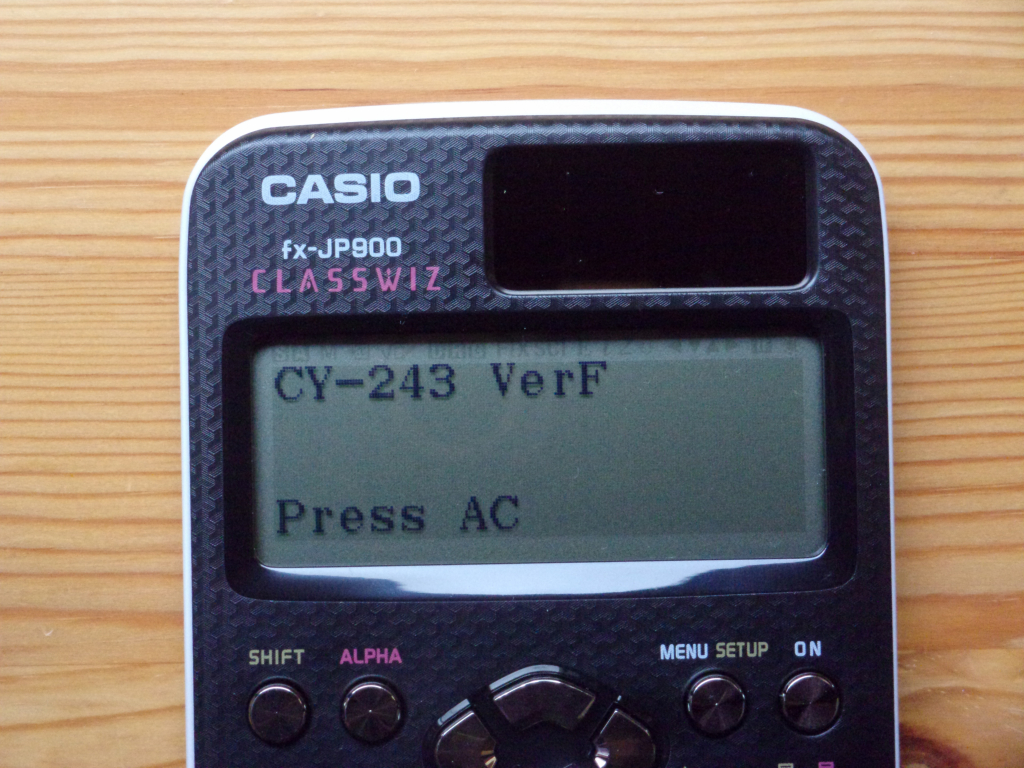 CASIO
fx-JP900
CLASSWIZ
CY-243 VerF
Press AC
SHIFT ALPHA MENU SETUP ON